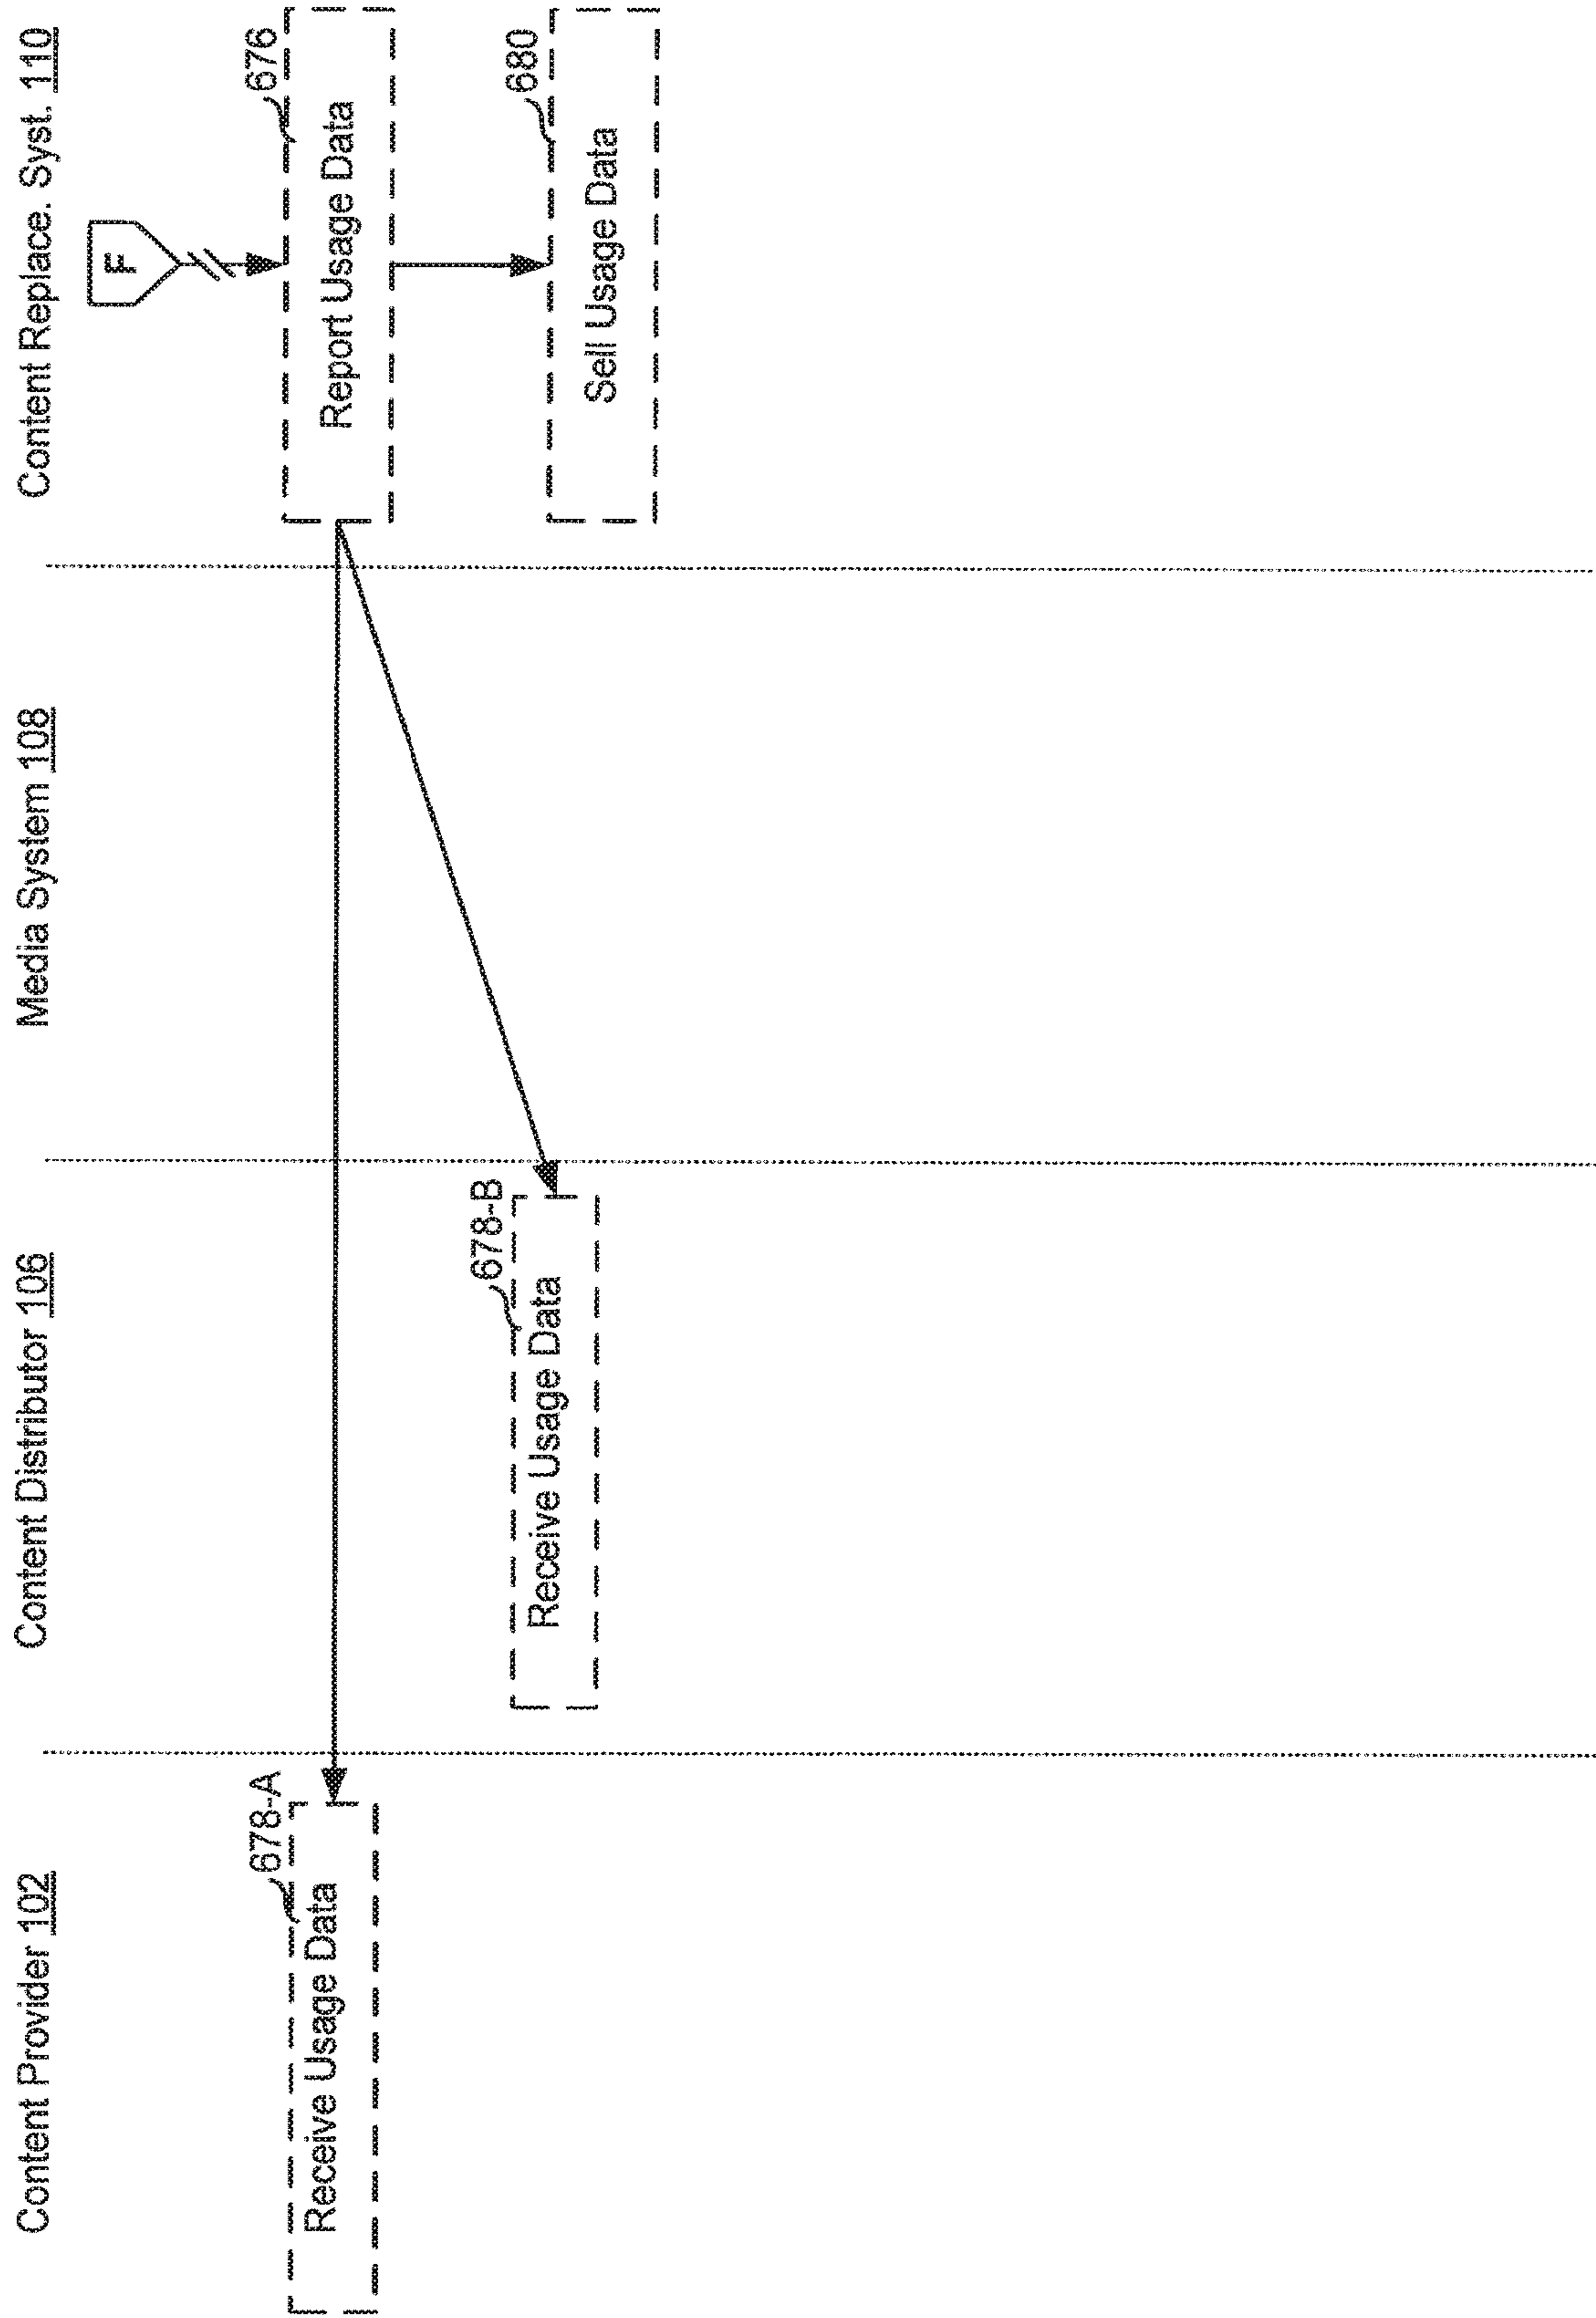 Content Provider 102
Content Distributor 106
Media System 108
Content Replace. Syst. 110
F
678-A
Receive Usage Data
676
Report Usage Data
678-B
Receive Usage Data
680
Sell Usage Data